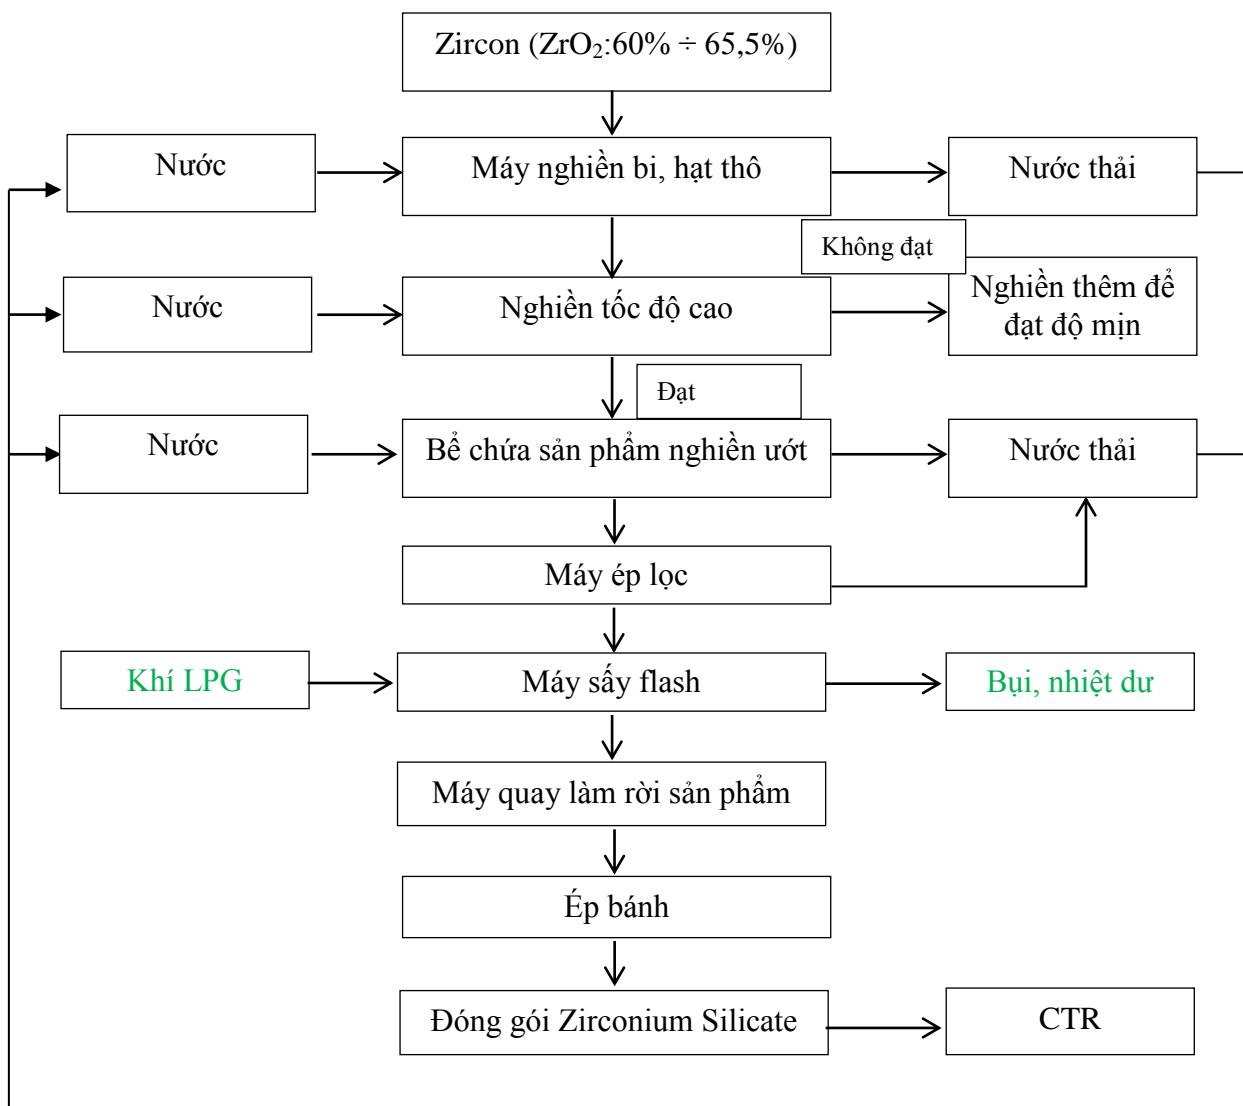 Zircon (ZrO₂:60% ÷ 65,5%)
Nước
Máy nghiền bi, hạt thô
Nước thải
Không đạt
Nước
Nghiền tốc độ cao
Nghiền thêm để
đạt độ mịn
Đạt
Nước
Bể chứa sản phẩm nghiền ướt
Nước thải
Máy ép lọc
Khí LPG
Máy sấy flash
Bụi, nhiệt dư
Máy quay làm rời sản phẩm
Ép bánh
Đóng gói Zirconium Silicate
CTR